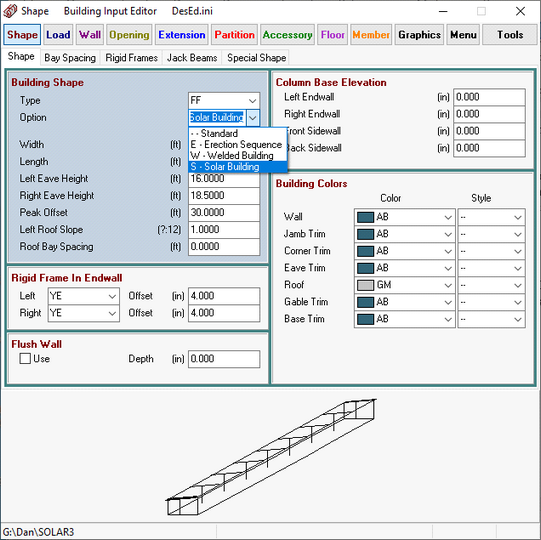 Shape    Building Input Editor    DesEd.ini
Shape Load Wall Opening Extension Partition Accessory Floor Member Graphics Menu Tools
Shape Bay Spacing Rigid Frames Jack Beams Special Shape
Building Shape
Type FF
Option Solar Building
- - Standard
E - Erection Sequence
W - Welded Building
S - Solar Building
Width (ft)
Length (ft)
Left Eave Height (ft) 16.0000
Right Eave Height (ft) 18.5000
Peak Offset (ft) 30.0000
Left Roof Slope (?:12) 1.0000
Roof Bay Spacing (ft) 0.0000
Rigid Frame In Endwall
Left YE Offset (in) 4.000
Right YE Offset (in) 4.000
Flush Wall
Use Depth (in) 0.000
Column Base Elevation
Left Endwall (in) 0.000
Right Endwall (in) 0.000
Front Sidewall (in) 0.000
Back Sidewall (in) 0.000
Building Colors
Color Style
Wall AB --
Jamb Trim AB --
Corner Trim AB --
Eave Trim AB --
Roof GM --
Gable Trim AB --
Base Trim AB --
G:\Dan\SOLAR3